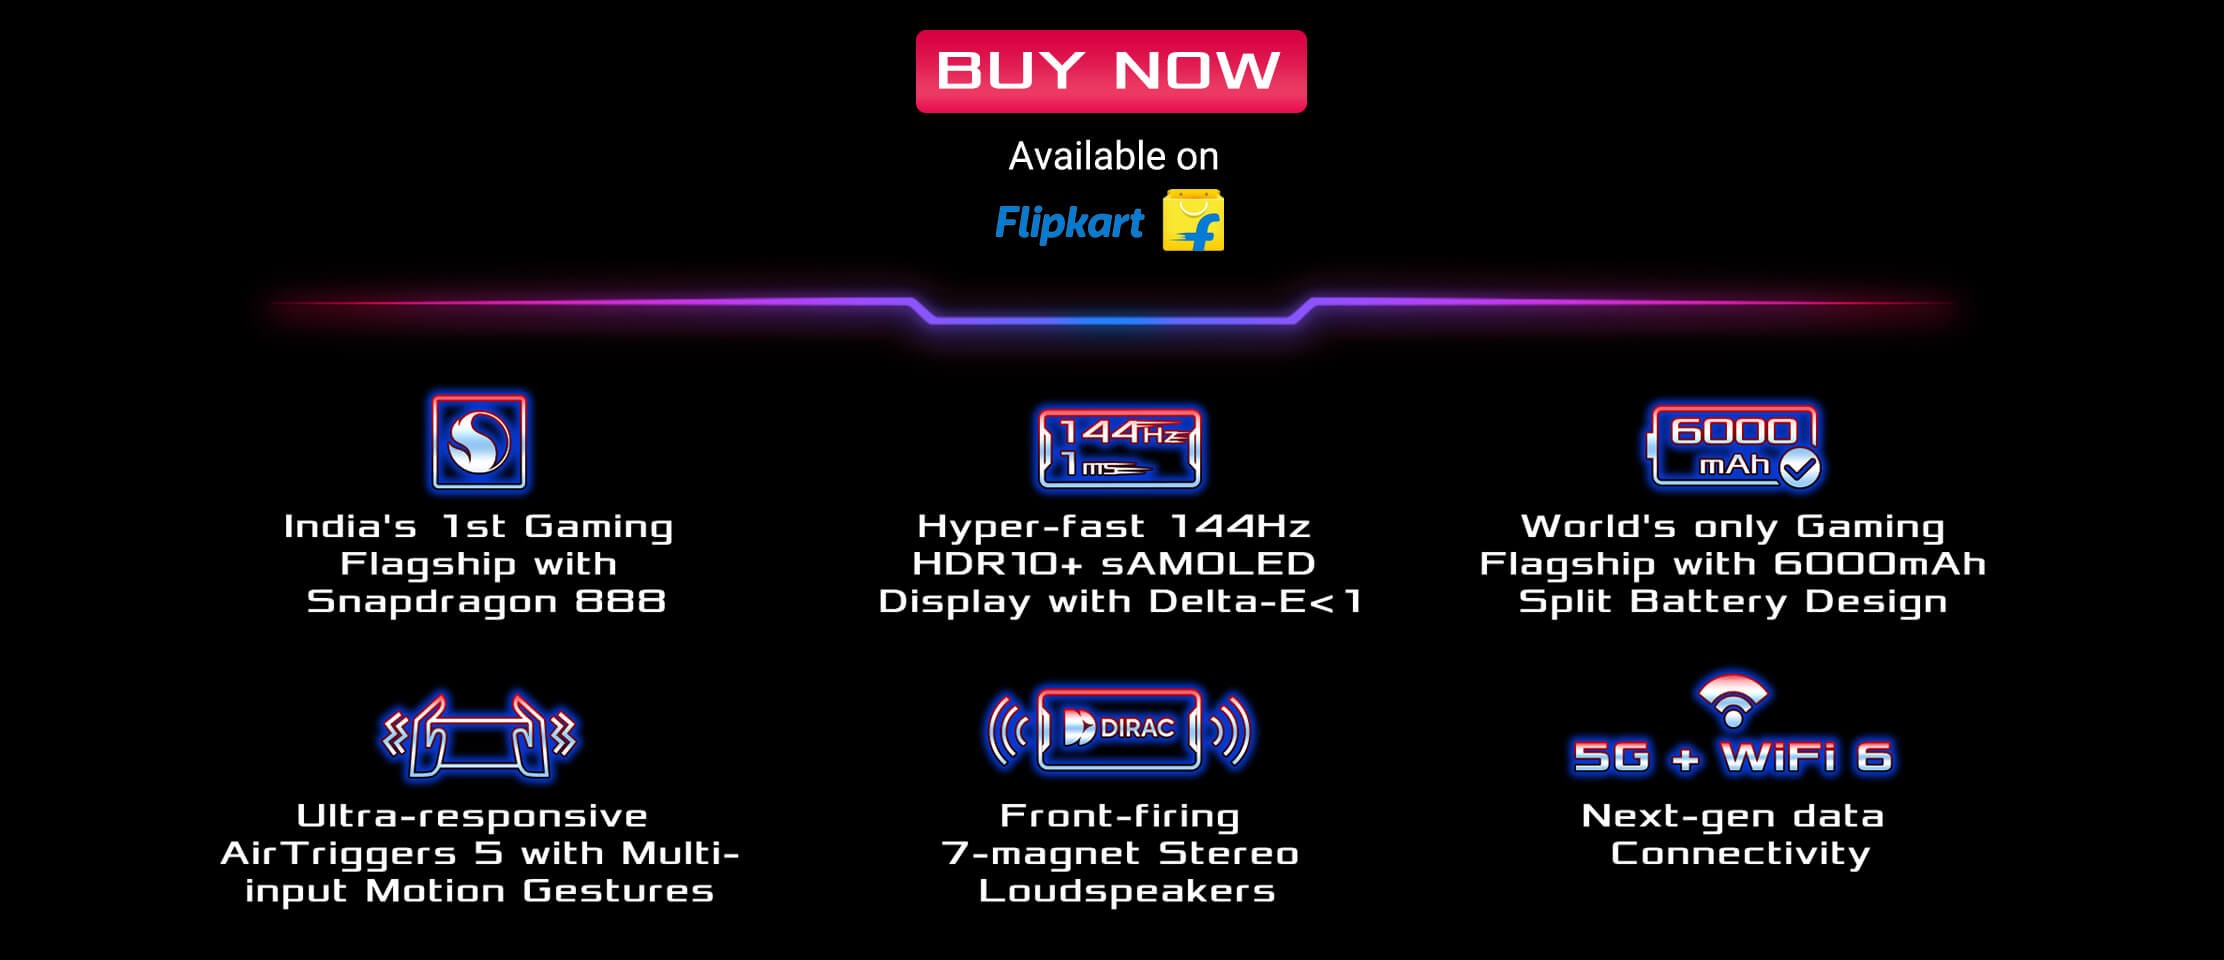 BUY NOW
Available on
Flipkart
144Hz
1ms
6000
mAh
India's 1st Gaming
Flagship with
Snapdragon 888
Hyper-fast 144Hz
HDR10+ sAMOLED
Display with Delta-E<1
World's only Gaming
Flagship with 6000mAh
Split Battery Design
DIRAC
5G + WiFi 6
Ultra-responsive
AirTriggers 5 with Multi-
input Motion Gestures
Front-firing
7-magnet Stereo
Loudspeakers
Next-gen data
Connectivity